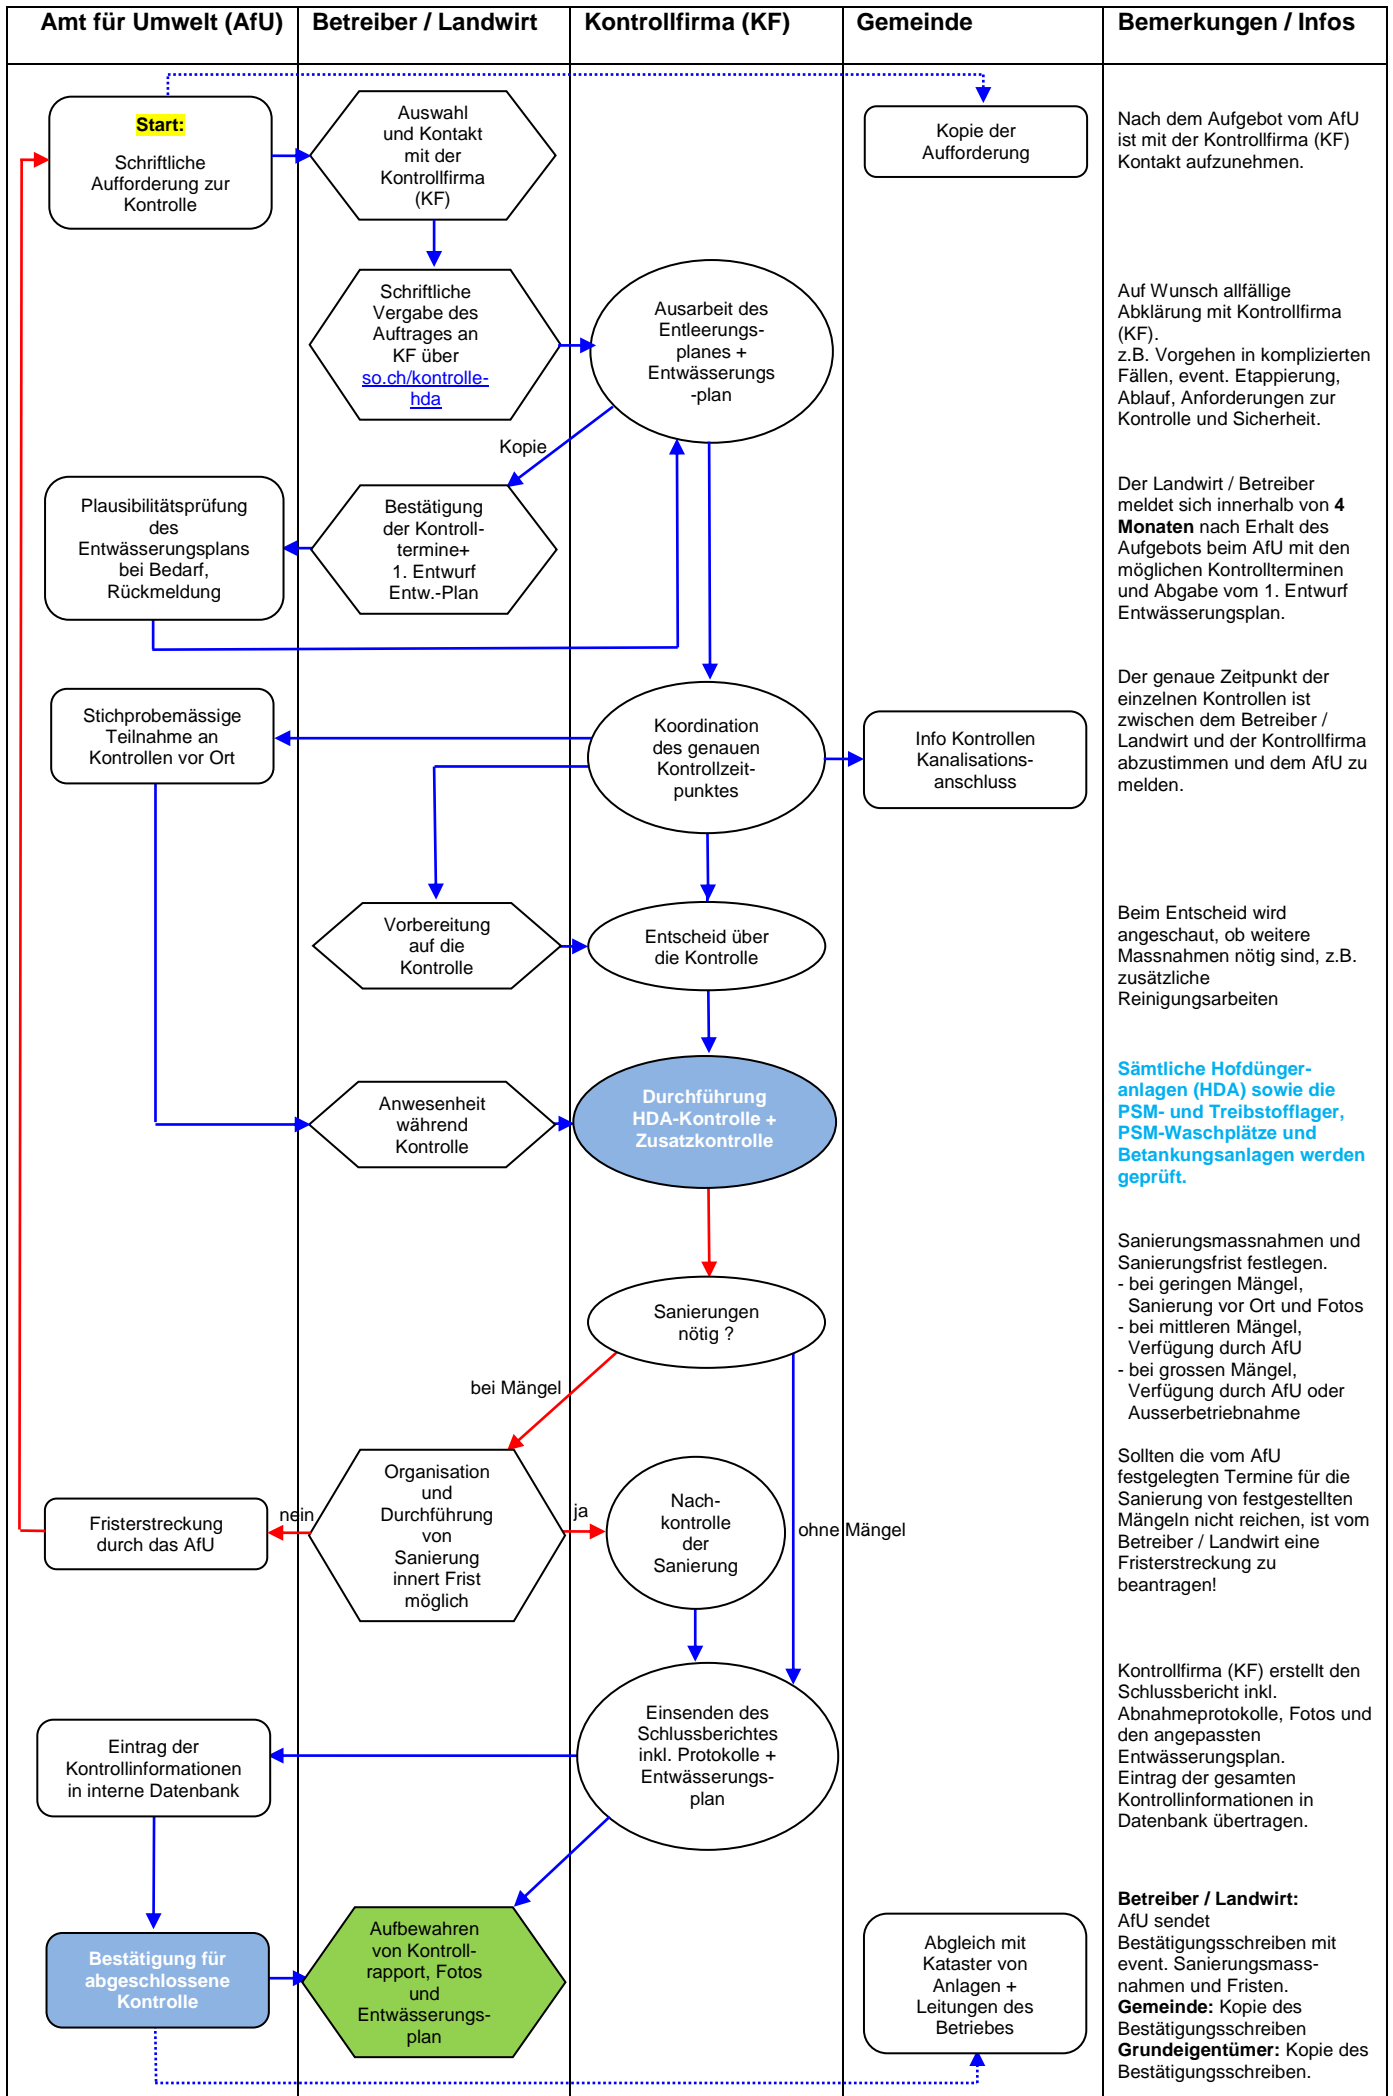 Amt für Umwelt (AfU)
Betreiber / Landwirt
Kontrollfirma (KF)
Gemeinde
Bemerkungen / Infos
Start:
Schriftliche
Aufforderung zur
Kontrolle
Auswahl
und Kontakt
mit der
Kontrollfirma
(KF)
Kopie der
Aufforderung
Nach dem Aufgebot vom AfU
ist mit der Kontrollfirma (KF)
Kontakt aufzunehmen.
Schriftliche
Vergabe des
Auftrages an
KF über
so.ch/kontrolle-
hda
Ausarbeit des
Entleerungs-
planes +
Entwässerungs
-plan
Auf Wunsch allfällige
Abklärung mit Kontrollfirma
(KF).
z.B. Vorgehen in komplizierten
Fällen, event. Etappierung,
Ablauf, Anforderungen zur
Kontrolle und Sicherheit.
Kopie
Plausibilitätsprüfung
des
Entwässerungsplans
bei Bedarf,
Rückmeldung
Bestätigung
der Kontroll-
termine+
1. Entwurf
Entw.-Plan
Der Landwirt / Betreiber
meldet sich innerhalb von 4
Monaten nach Erhalt des
Aufgebots beim AfU mit den
möglichen Kontrollterminen
und Abgabe vom 1. Entwurf
Entwässerungsplan.
Stichprobemässige
Teilnahme an
Kontrollen vor Ort
Koordination
des genauen
Kontrollzeit-
punktes
Info Kontrollen
Kanalisations-
anschluss
Der genaue Zeitpunkt der
einzelnen Kontrollen ist
zwischen dem Betreiber /
Landwirt und der Kontrollfirma
abzustimmen und dem AfU zu
melden.
Vorbereitung
auf die
Kontrolle
Entscheid über
die Kontrolle
Beim Entscheid wird
angeschaut, ob weitere
Massnahmen nötig sind, z.B.
zusätzliche
Reinigungsarbeiten
Anwesenheit
während
Kontrolle
Durchführung
HDA-Kontrolle +
Zusatzkontrolle
Sämtliche Hofdünger-
anlagen (HDA) sowie die
PSM- und Treibstofflager,
PSM-Waschplätze und
Betankungsanlagen werden
geprüft.
Sanierungen
nötig ?
Sanierungsmassnahmen und
Sanierungsfrist festlegen.
- bei geringen Mängel,
Sanierung vor Ort und Fotos
- bei mittleren Mängel,
Verfügung durch AfU
- bei grossen Mängel,
Verfügung durch AfU oder
Ausserbetriebnahme
bei Mängel
Fristerstreckung
durch das AfU
nein
Organisation
und
Durchführung
von
Sanierung
innert Frist
möglich
ja
Nach-
kontrolle
der
Sanierung
ohne Mängel
Sollten die vom AfU
festgelegten Termine für die
Sanierung von festgestellten
Mängeln nicht reichen, ist vom
Betreiber / Landwirt eine
Fristerstreckung zu
beantragen!
Eintrag der
Kontrollinformationen
in interne Datenbank
Einsenden des
Schlussberichtes
inkl. Protokolle +
Entwässerungs-
plan
Kontrollfirma (KF) erstellt den
Schlussbericht inkl.
Abnahmeprotokolle, Fotos und
den angepassten
Entwässerungsplan.
Eintrag der gesamten
Kontrollinformationen in
Datenbank übertragen.
Bestätigung für
abgeschlossene
Kontrolle
Aufbewahren
von Kontroll-
rapport, Fotos
und
Entwässerungs-
plan
Abgleich mit
Kataster von
Anlagen +
Leitungen des
Betriebes
Betreiber / Landwirt:
AfU sendet
Bestätigungsschreiben mit
event. Sanierungsmass-
nahmen und Fristen.
Gemeinde: Kopie des
Bestätigungsschreiben
Grundeigentümer: Kopie des
Bestätigungsschreiben.